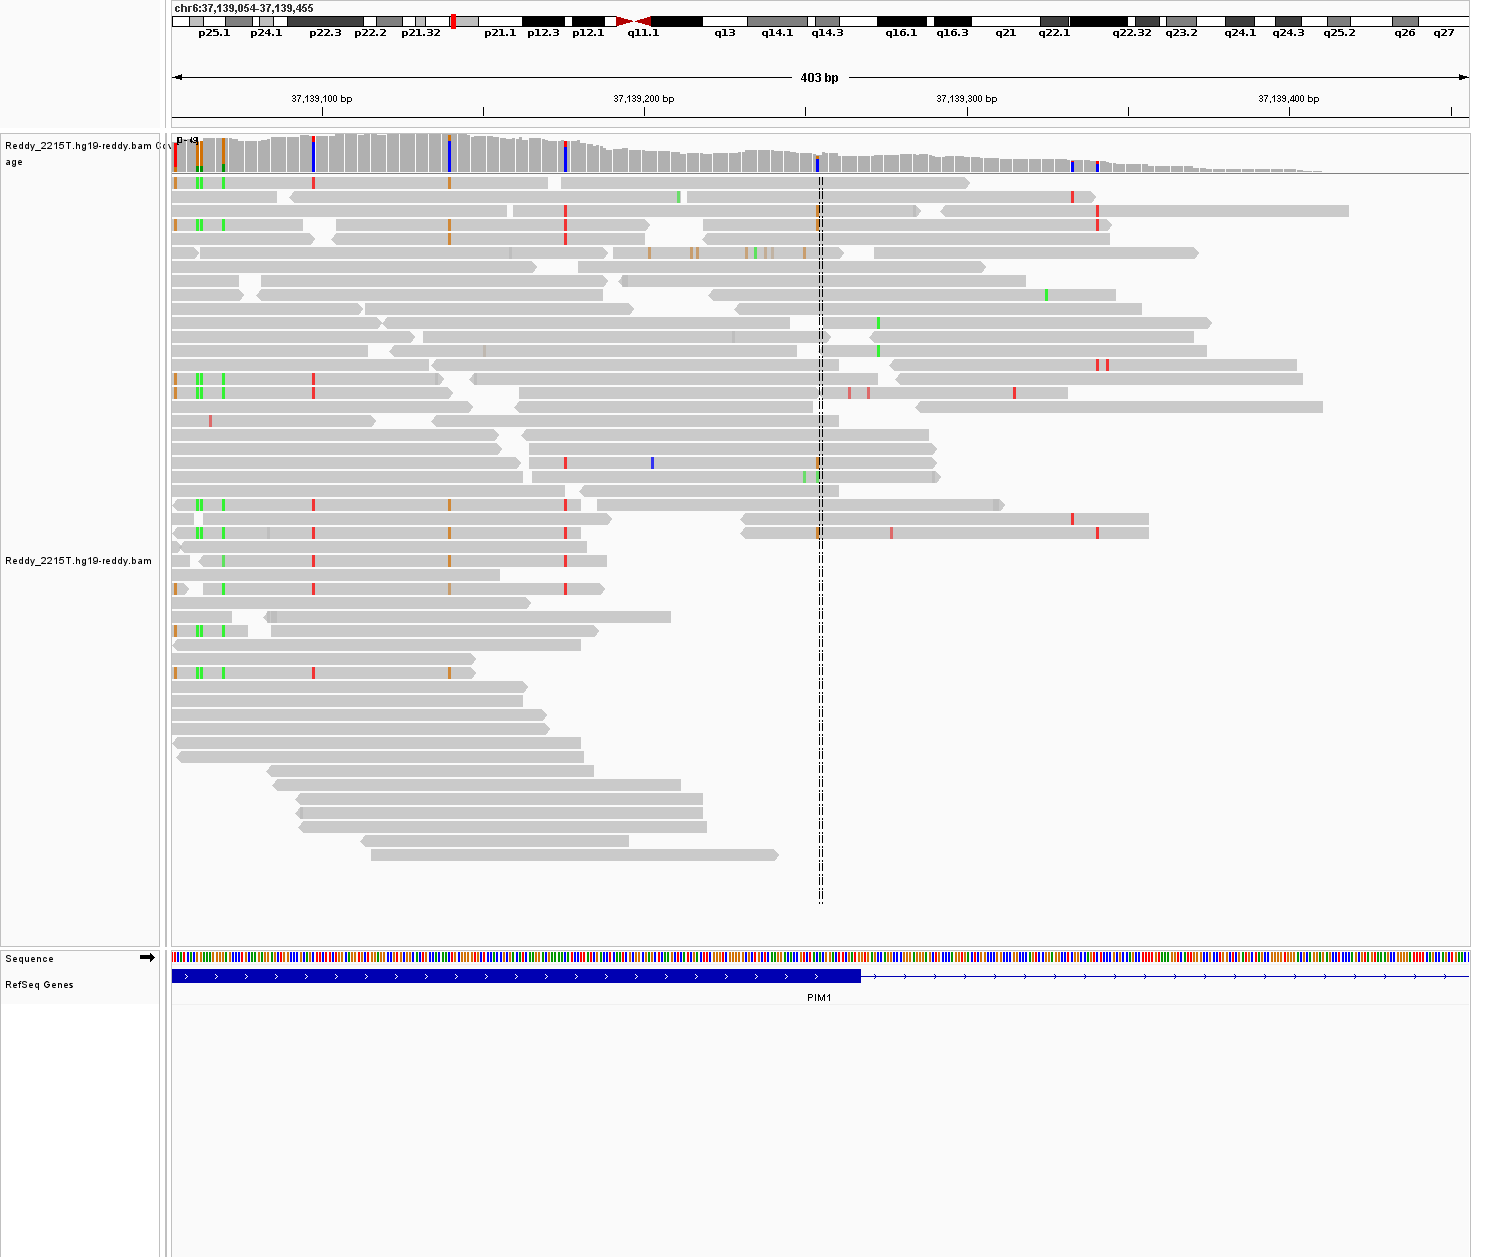 chr6:37,139,054-37,139,455
p25.1 p24.1 p22.3 p22.2 p21.32 p21.1 p12.3 p12.1 q11.1 q13 q14.1 q14.3 q16.1 q16.3 q21 q22.1 q22.32 q23.2 q24.1 q24.3 q25.2 q26 q27
403 bp
37,139,100 bp 37,139,200 bp 37,139,300 bp 37,139,400 bp
Reddy_2215T.hg19-reddy.bam Cov
age
Reddy_2215T.hg19-reddy.bam
Sequence
RefSeq Genes
PIM1